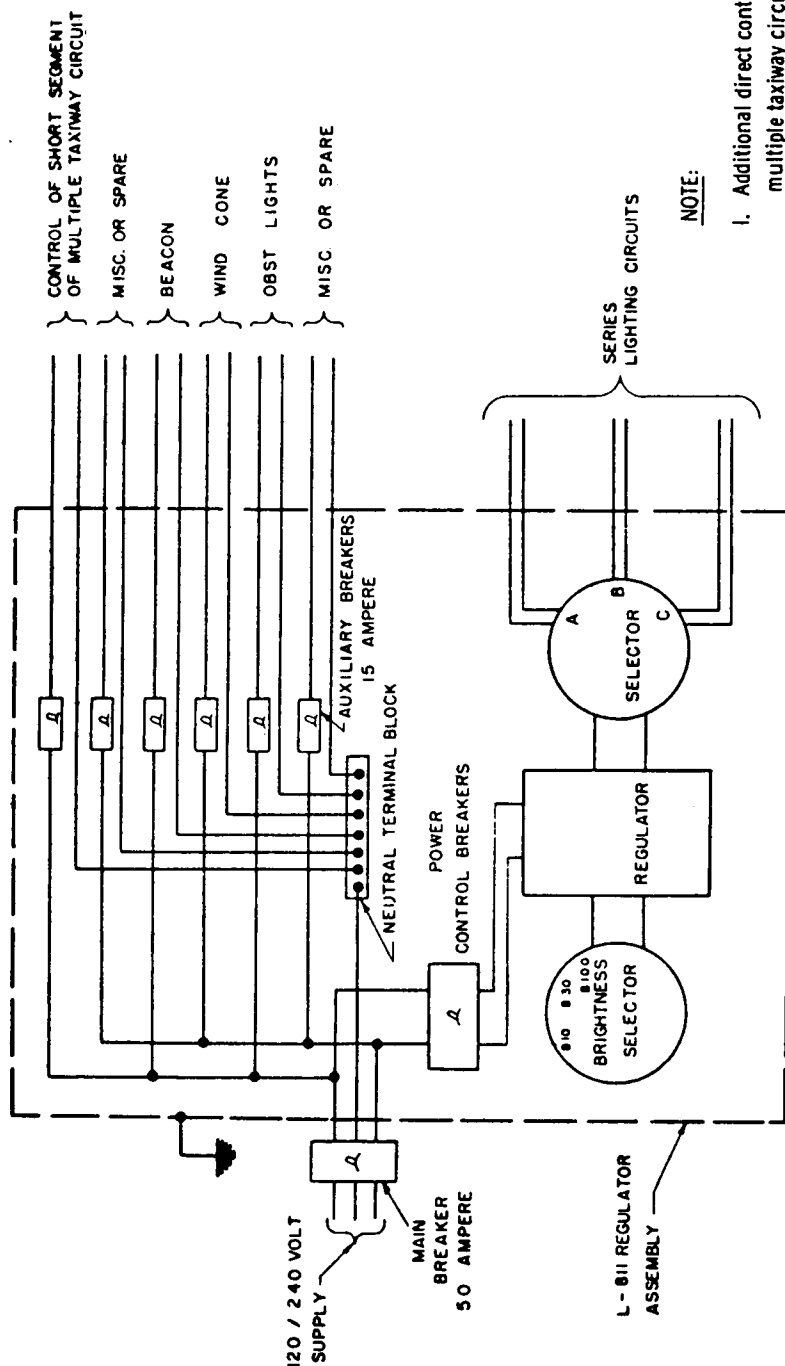 CONTROL OF SHORT SEGMENT
OF MULTIPLE TAXIWAY CIRCUIT
MISC. OR SPARE
BEACON
WIND CONE
OBST LIGHTS
MISC. OR SPARE
AUXILIARY BREAKERS
15 AMPERE
NEUTRAL TERMINAL BLOCK
120 / 240 VOLT
SUPPLY
MAIN
BREAKER
50 AMPERE
POWER
CONTROL BREAKERS
L-811 REGULATOR
ASSEMBLY
B10 B30
B100
BRIGHTNESS
SELECTOR
REGULATOR
SELECTOR
A
B
C
SERIES
LIGHTING CIRCUITS
NOTE:
1. Additional direct cont
multiple taxiway circu